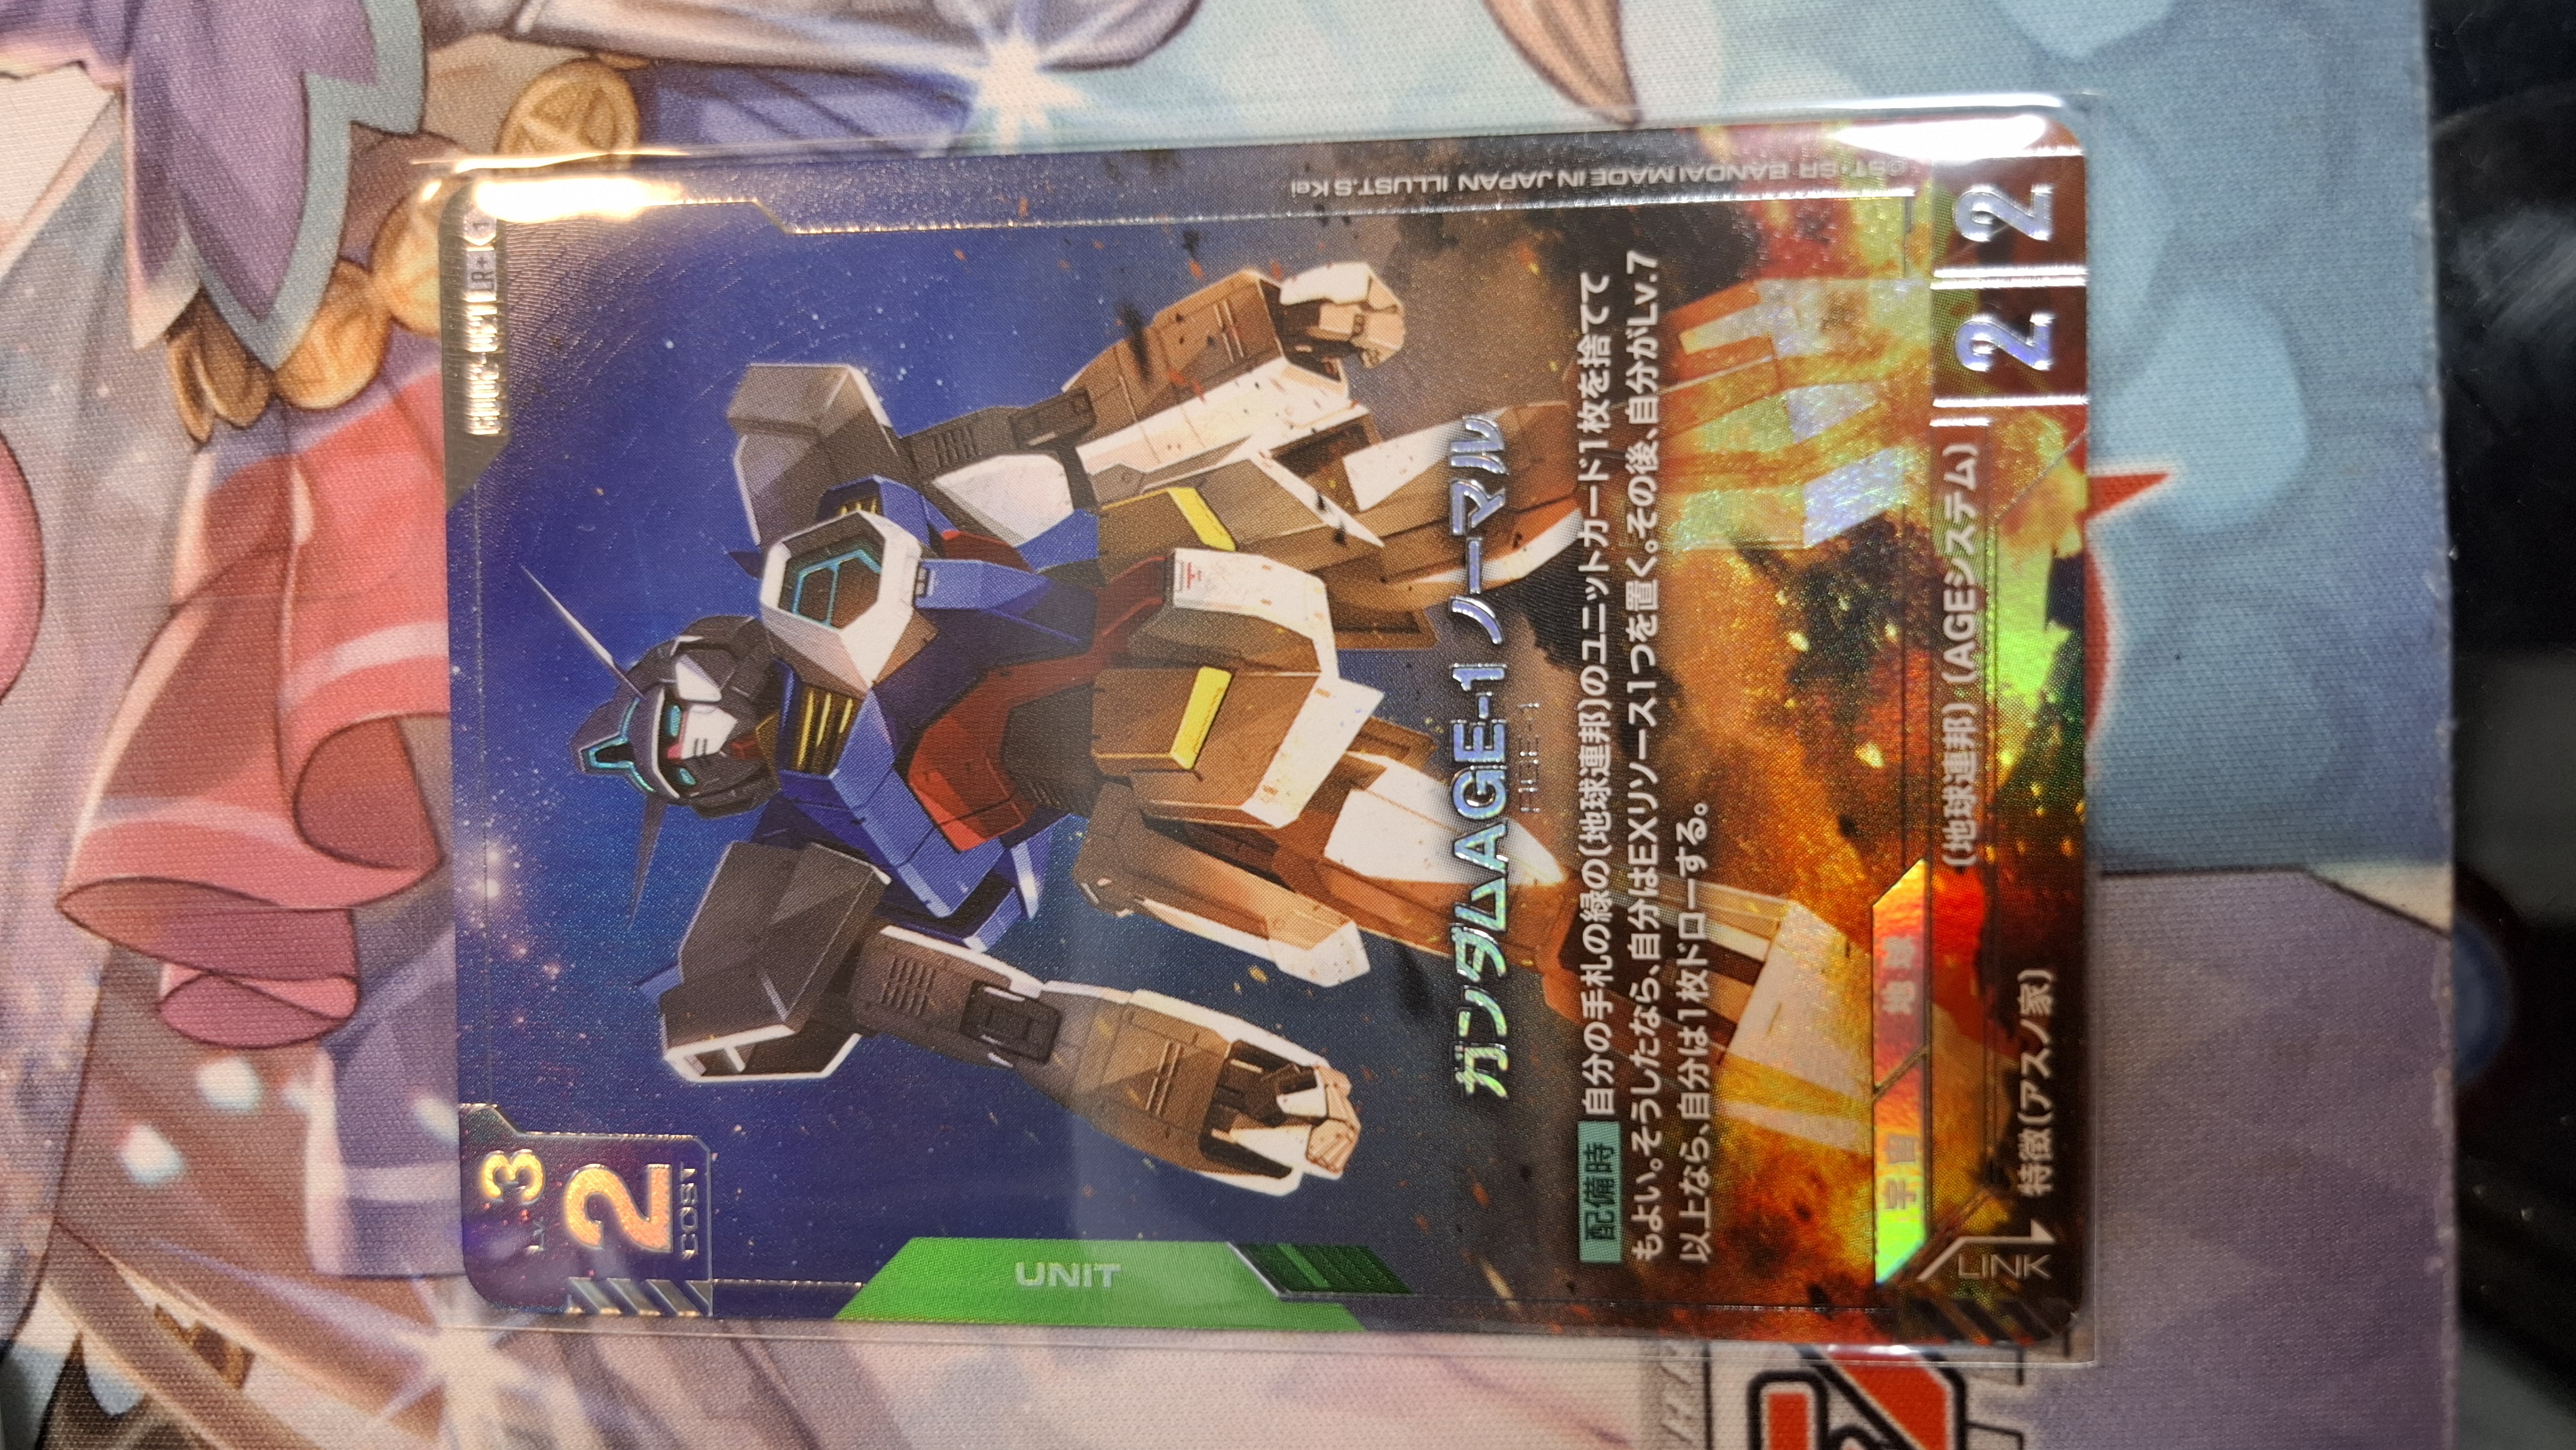 LR+
Lv.3
2
COST
UNIT
ガンダムAGE-1 ノーマル
AGE-1
配備時 自分の手札の緑の〔地球連邦〕のユニットカード1枚を捨てて
もよい。そうしたなら、自分はEXリソース1つを置く。その後、自分がLv.7
以上なら、自分は1枚ドローする。
宇宙 地球
〔地球連邦〕〔AGEシステム〕
LINK 特徴〔アスノ家〕
2 2
BANDAI MADE IN JAPAN ILLUST.S Kei